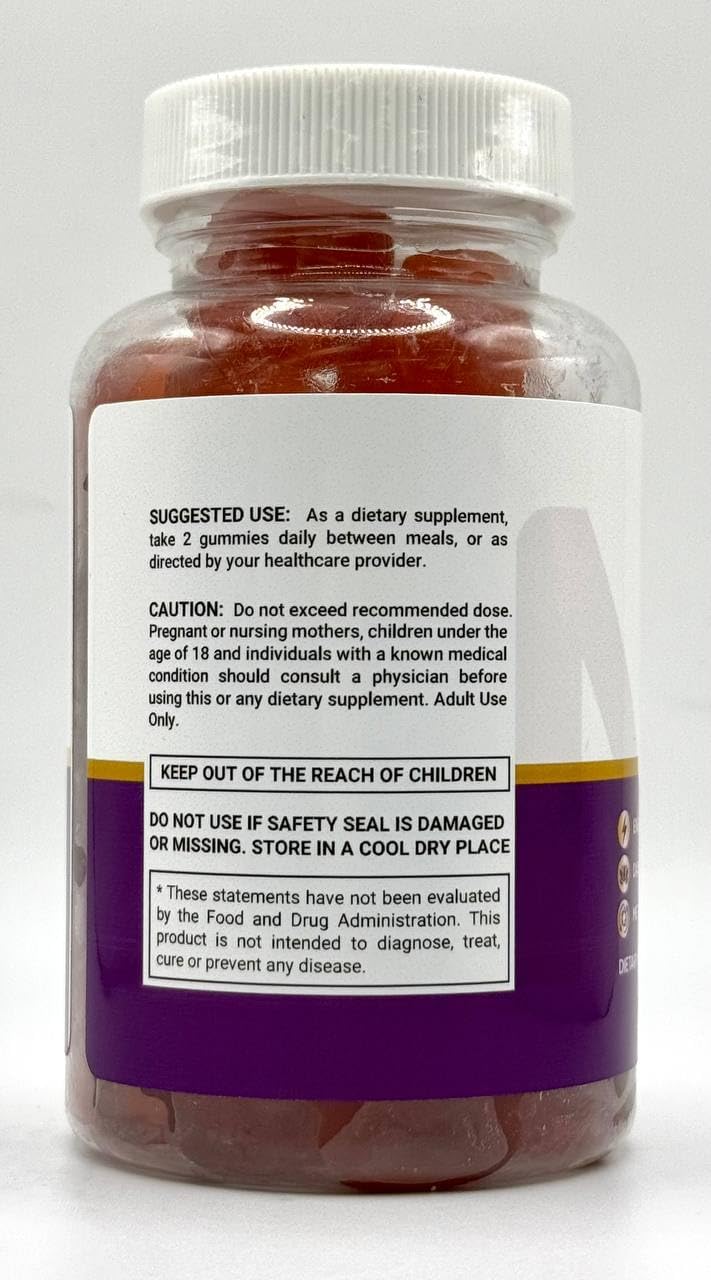 SUGGESTED USE: As a dietary supplement,
take 2 gummies daily between meals, or as
directed by your healthcare provider.
CAUTION: Do not exceed recommended dose.
Pregnant or nursing mothers, children under the
age of 18 and individuals with a known medical
condition should consult a physician before
using this or any dietary supplement. Adult Use
Only.
KEEP OUT OF THE REACH OF CHILDREN
DO NOT USE IF SAFETY SEAL IS DAMAGED
OR MISSING. STORE IN A COOL DRY PLACE
* These statements have not been evaluated
by the Food and Drug Administration. This
product is not intended to diagnose, treat,
cure or prevent any disease.